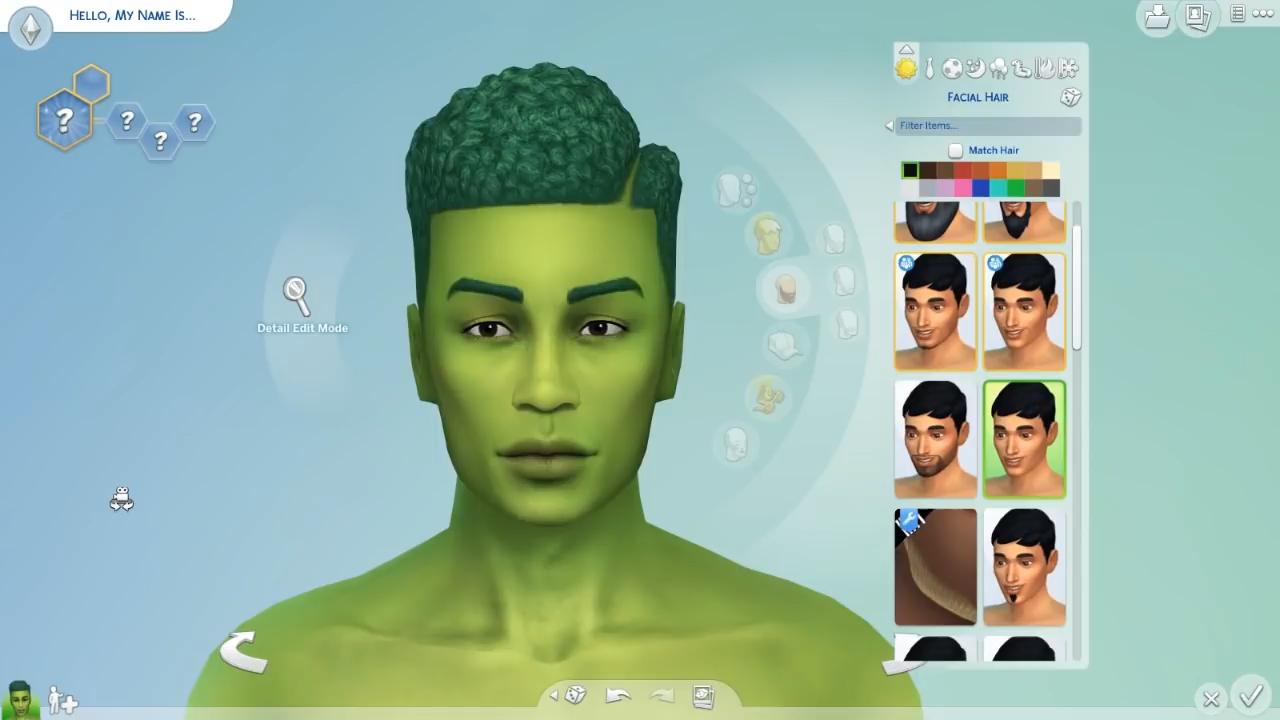 Hello, My Name Is...
?
?
?
?
Facial Hair
Filter Items...
Match Hair
Detail Edit Mode